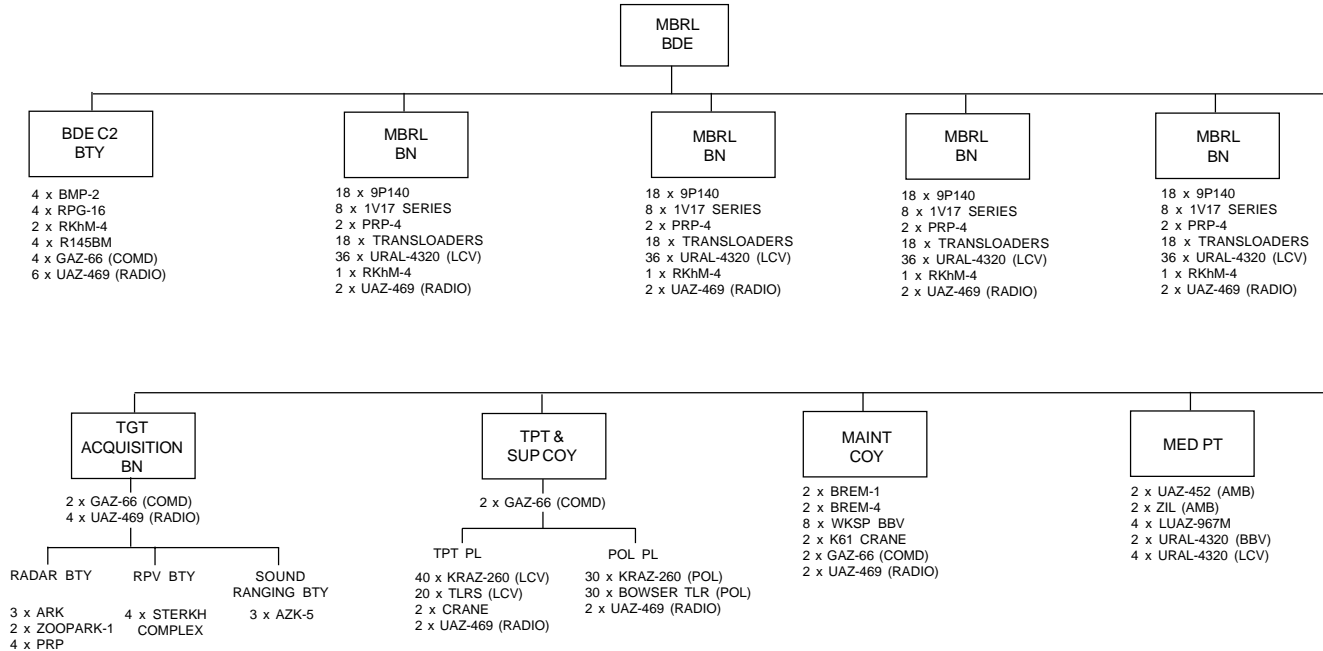 MBRL
BDE
BDE C2
BTY
4 x BMP-2
4 x RPG-16
2 x RKhM-4
4 x R145BM
4 x GAZ-66 (COMD)
6 x UAZ-469 (RADIO)
MBRL
BN
18 x 9P140
8 x 1V17 SERIES
2 x PRP-4
18 x TRANSLOADERS
36 x URAL-4320 (LCV)
1 x RKhM-4
2 x UAZ-469 (RADIO)
MBRL
BN
18 x 9P140
8 x 1V17 SERIES
2 x PRP-4
18 x TRANSLOADERS
36 x URAL-4320 (LCV)
1 x RKhM-4
2 x UAZ-469 (RADIO)
MBRL
BN
18 x 9P140
8 x 1V17 SERIES
2 x PRP-4
18 x TRANSLOADERS
36 x URAL-4320 (LCV)
1 x RKhM-4
2 x UAZ-469 (RADIO)
MBRL
BN
18 x 9P140
8 x 1V17 SERIES
2 x PRP-4
18 x TRANSLOADERS
36 x URAL-4320 (LCV)
1 x RKhM-4
2 x UAZ-469 (RADIO)
TGT
ACQUISITION
BN
2 x GAZ-66 (COMD)
4 x UAZ-469 (RADIO)
RADAR BTY
3 x ARK
2 x ZOOPARK-1
4 x PRP
RPV BTY
4 x STERKH
COMPLEX
SOUND
RANGING BTY
3 x AZK-5
TPT &
SUP COY
2 x GAZ-66 (COMD)
TPT PL
40 x KRAZ-260 (LCV)
20 x TLRS (LCV)
2 x CRANE
2 x UAZ-469 (RADIO)
POL PL
30 x KRAZ-260 (POL)
30 x BOWSER TLR (POL)
2 x UAZ-469 (RADIO)
MAINT
COY
2 x BREM-1
2 x BREM-4
8 x WKSP BBV
2 x K61 CRANE
2 x GAZ-66 (COMD)
2 x UAZ-469 (RADIO)
MED PT
2 x UAZ-452 (AMB)
2 x ZIL (AMB)
4 x LUAZ-967M
2 x URAL-4320 (BBV)
4 x URAL-4320 (LCV)